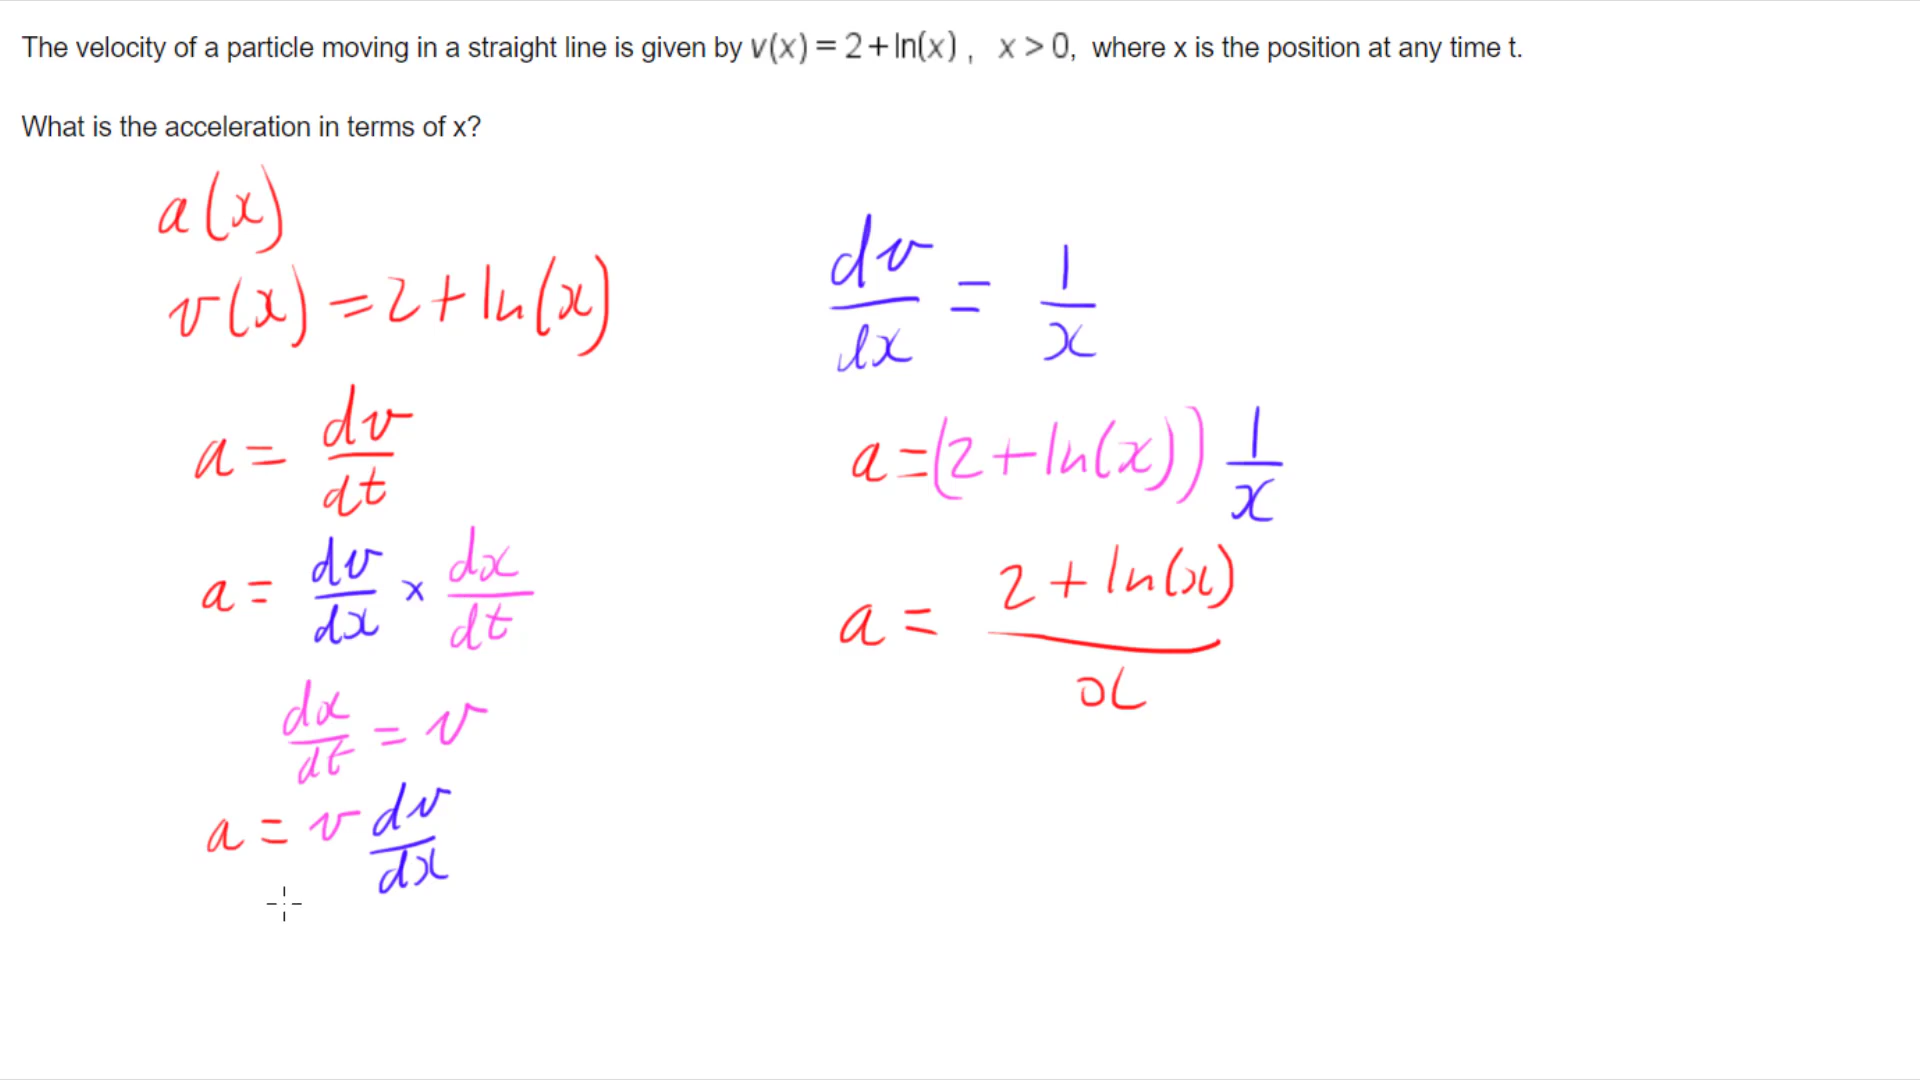 The velocity of a particle moving in a straight line is given by v(x) = 2 + ln(x), x > 0, where x is the position at any time t.
What is the acceleration in terms of x?
a(x)
v(x) = 2 + ln(x)
a = dv/dt
a = dv/dx × dx/dt
dx/dt = v
a = v dv/dx
dv/dx = 1/x
a = (2 + ln(x)) 1/x
a = 2 + ln(x) / x